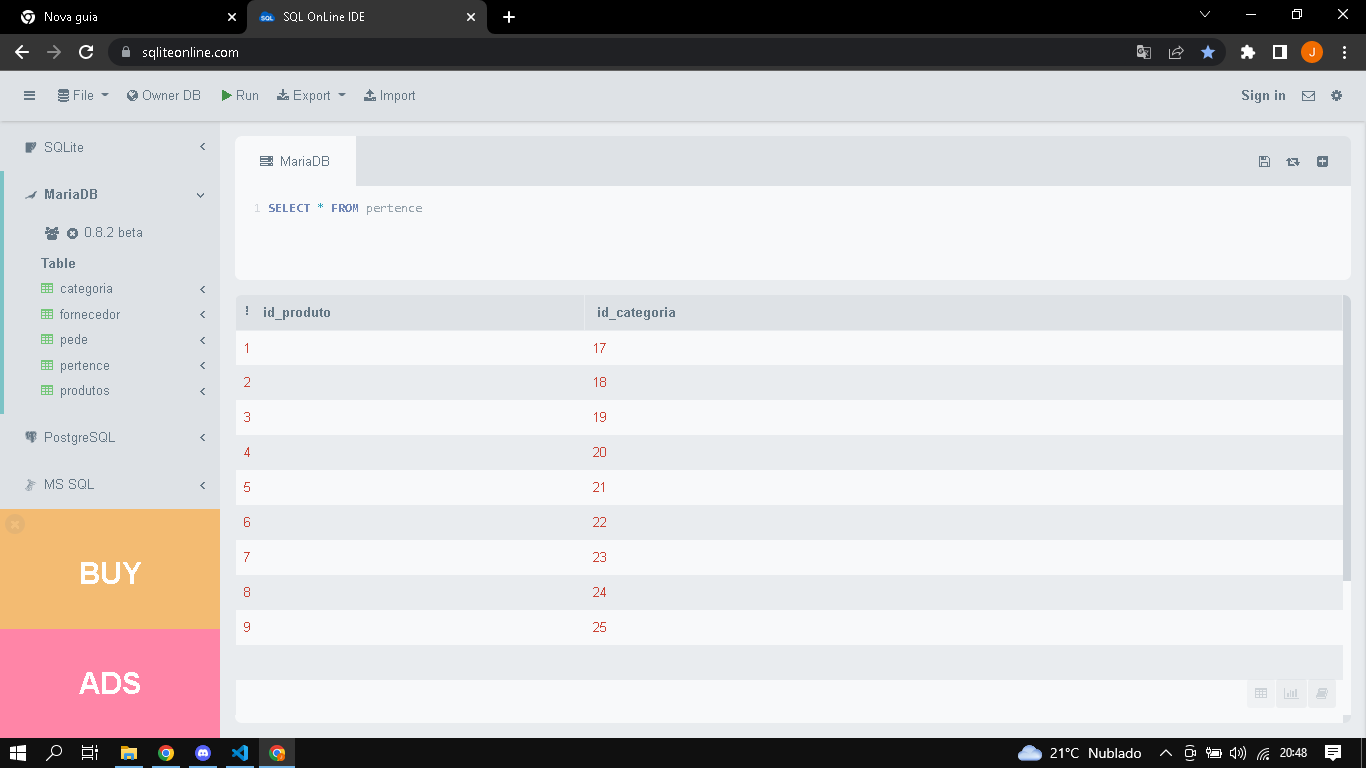 Nova guia
SQL OnLine IDE
sqliteonline.com
J
File
Owner DB
Run
Export
Import
Sign in
SQLite
MariaDB
0.8.2 beta
Table
categoria
fornecedor
pede
pertence
produtos
PostgreSQL
MS SQL
BUY
ADS
MariaDB
1 SELECT * FROM pertence
id_produto id_categoria
1 17
2 18
3 19
4 20
5 21
6 22
7 23
8 24
9 25
21°C Nublado
20:48